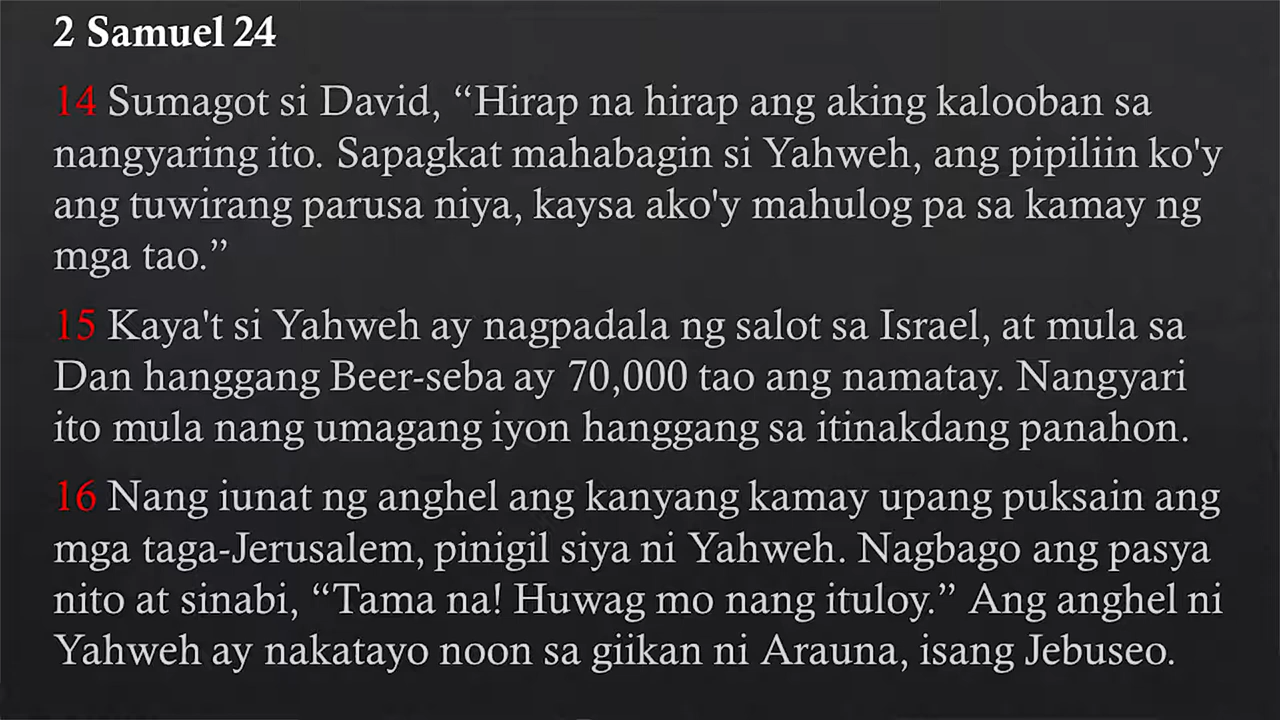 2 Samuel 24
14 Sumagot si David, “Hirap na hirap ang aking kalooban sa
nangyaring ito. Sapagkat mahabagin si Yahweh, ang pipiliin ko'y
ang tuwirang parusa niya, kaysa ako'y mahulog pa sa kamay ng
mga tao.”
15 Kaya't si Yahweh ay nagpadala ng salot sa Israel, at mula sa
Dan hanggang Beer-seba ay 70,000 tao ang namatay. Nangyari
ito mula nang umagang iyon hanggang sa itinakdang panahon.
16 Nang iunat ng anghel ang kanyang kamay upang puksain ang
mga taga-Jerusalem, pinigil siya ni Yahweh. Nagbago ang pasya
nito at sinabi, “Tama na! Huwag mo nang ituloy.” Ang anghel ni
Yahweh ay nakatayo noon sa giikan ni Arauna, isang Jebuseo.